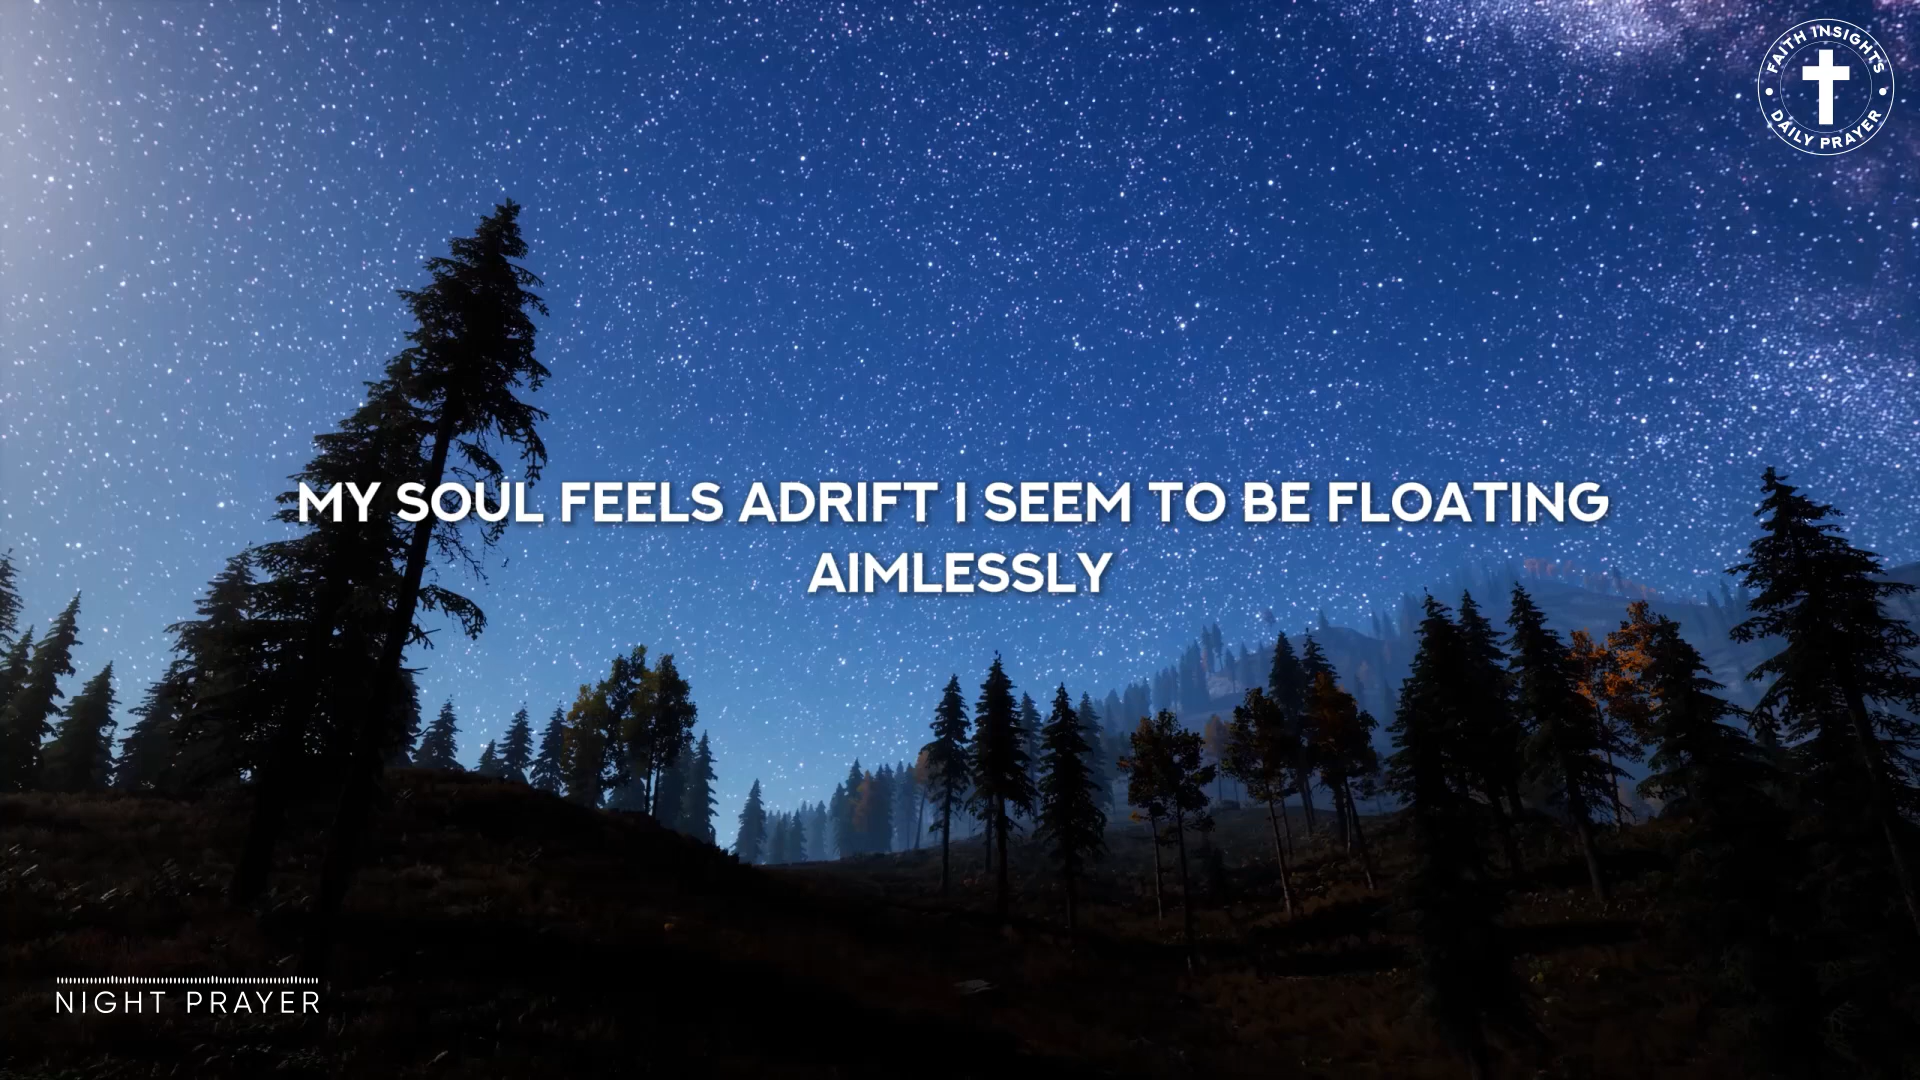 FAITH INSIGHTS
DAILY PRAYER
MY SOUL FEELS ADRIFT I SEEM TO BE FLOATING
AIMLESSLY
NIGHT PRAYER